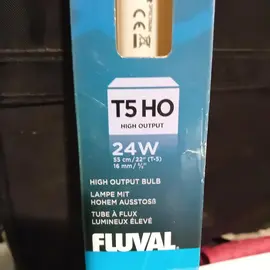 T5 HO
HIGH OUTPUT
24W
55 cm / 22" (T-5)
16 mm / ⅝"
HIGH OUTPUT BULB
LAMPE MIT
HOHEM AUSSTOSS
TUBE À FLUX
LUMINEUX ÉLEVÉ
FLUVAL